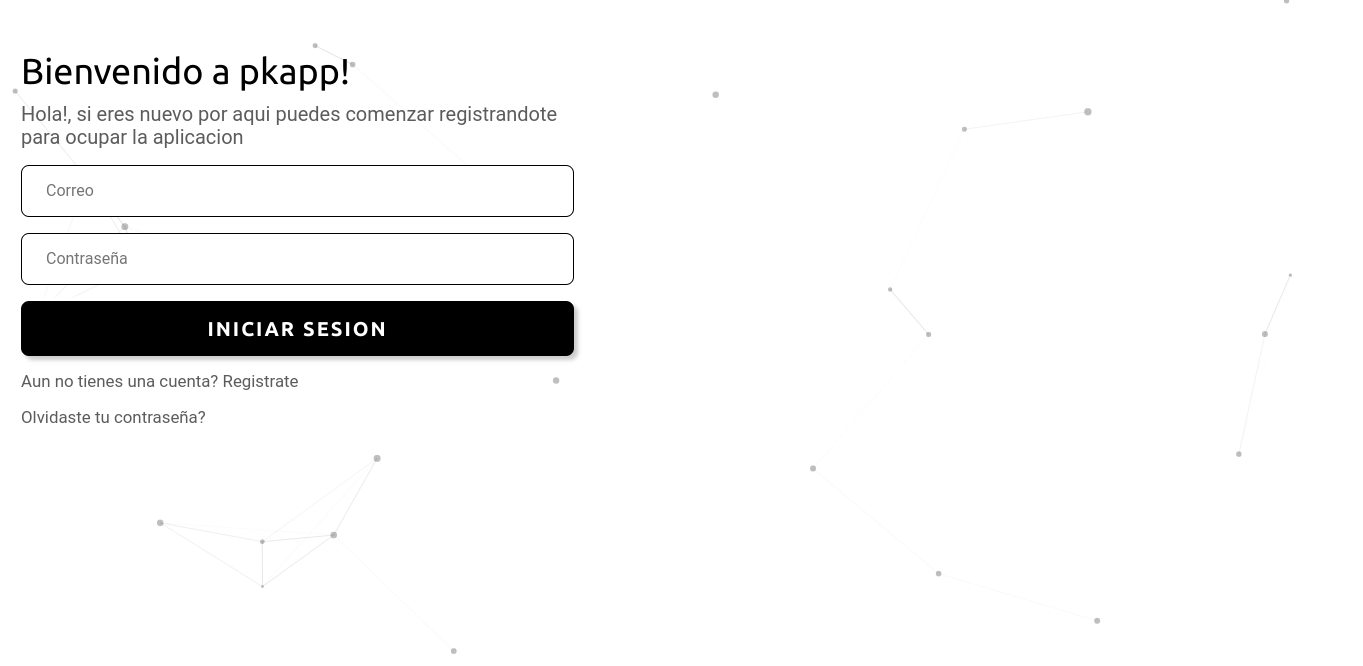 Bienvenido a pkapp!
Hola!, si eres nuevo por aqui puedes comenzar registrandote
para ocupar la aplicacion
Correo
Contraseña
INICIAR SESION
Aun no tienes una cuenta? Registrate
Olvidaste tu contraseña?